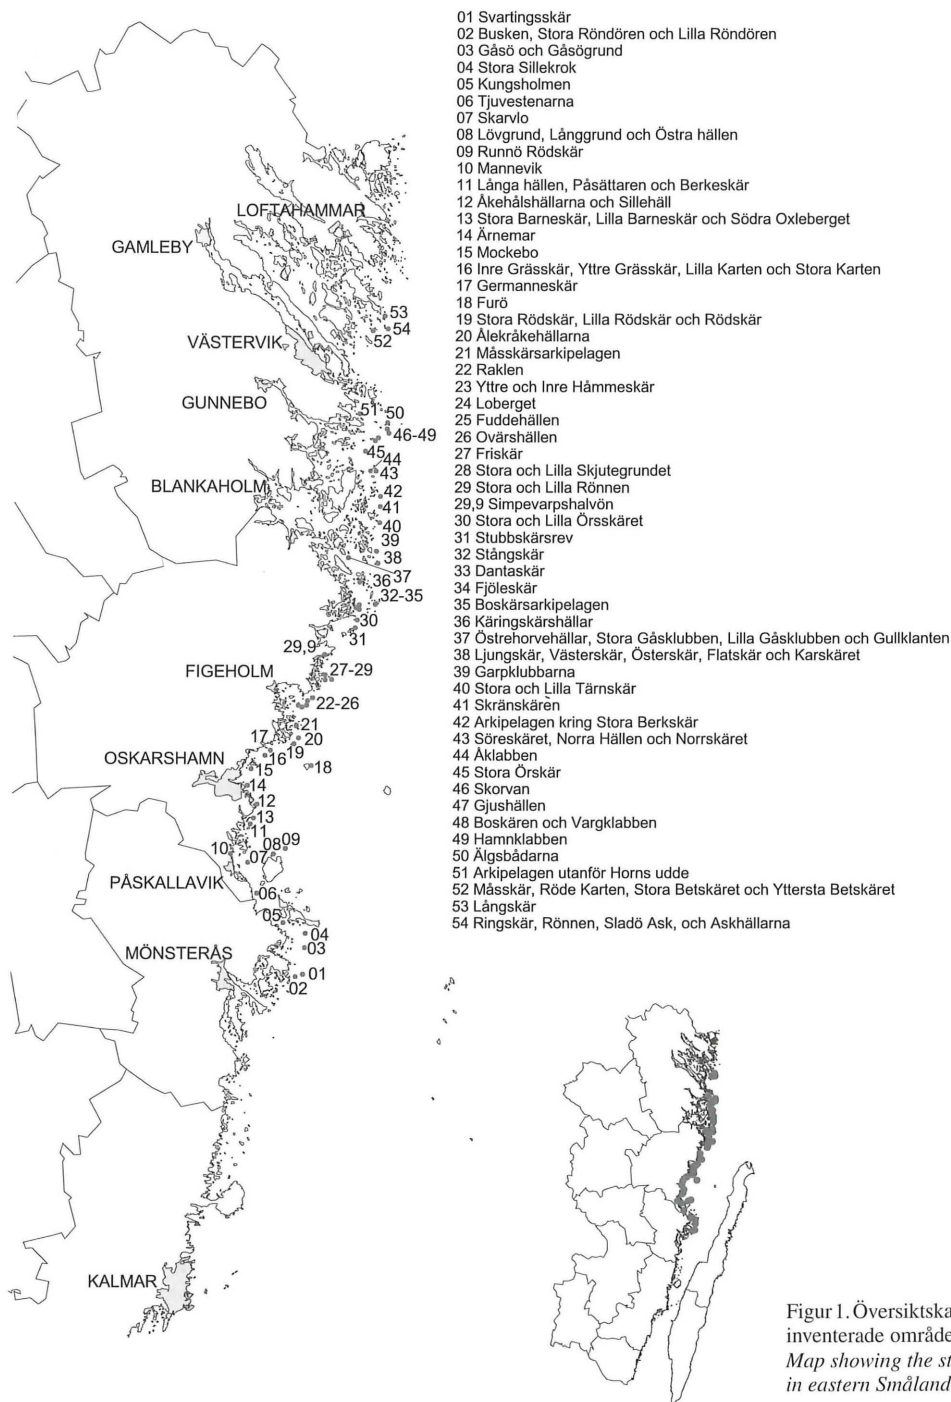 01 Svartingsskär
02 Busken, Stora Röndören och Lilla Röndören
03 Gåsö och Gåsögrund
04 Stora Sillekrok
05 Kungsholmen
06 Tjuvestenarna
07 Skarvlo
08 Lövgrund, Långgrund och Östra hällen
09 Runnö Rödskär
10 Mannevik
11 Långa hällen, Påsättaren och Berkeskär
12 Åkehålshällarna och Sillehäll
13 Stora Barneskär, Lilla Barneskär och Södra Oxleberget
14 Ärnemar
15 Mockebo
16 Inre Grässkär, Yttre Grässkär, Lilla Karten och Stora Karten
17 Germanneskär
18 Furö
19 Stora Rödskär, Lilla Rödskär och Rödskär
20 Ålekråkehällarna
21 Måsskärsarkipelagen
22 Raklen
23 Yttre och Inre Håmmeskär
24 Loberget
25 Fuddehällen
26 Ovärshällen
27 Friskär
28 Stora och Lilla Skjutegrundet
29 Stora och Lilla Rönnen
29,9 Simpevarpshalvön
30 Stora och Lilla Örsskäret
31 Stubbskärsrev
32 Stångskär
33 Dantaskär
34 Fjöleskär
35 Boskärsarkipelagen
36 Käringskärshällar
37 Östrehorvehällar, Stora Gåsklubben, Lilla Gåsklubben och Gullklanten
38 Ljungskär, Västerskär, Österskär, Flatskär och Karskäret
39 Garpklubbarna
40 Stora och Lilla Tärnskär
41 Skränskären
42 Arkipelagen kring Stora Berkskär
43 Söreskäret, Norra Hällen och Norrskäret
44 Åklabben
45 Stora Örskär
46 Skorvan
47 Gjushällen
48 Boskären och Vargklabben
49 Hamnklabben
50 Älgsbådarna
51 Arkipelagen utanför Horns udde
52 Måsskär, Röde Karten, Stora Betskäret och Yttersta Betskäret
53 Långskär
54 Ringskär, Rönnen, Sladö Ask, och Askhällarna
LOFTAHAMMAR
GAMLEBY
53
54
VÄSTERVIK
52
GUNNEBO
51
50
46-49
45
44
43
BLANKAHOLM
42
41
40
39
38
37
36
32-35
30
31
29,9
FIGEHOLM
27-29
22-26
21
17
20
OSKARSHAMN
16
19
15
18
14
12
13
11
10
09
08
07
PÅSKALLAVIK
06
05
04
MÖNSTERÅS
03
01
02
KALMAR
Figur 1. Översiktska
inventerade område
Map showing the st
in eastern Småland